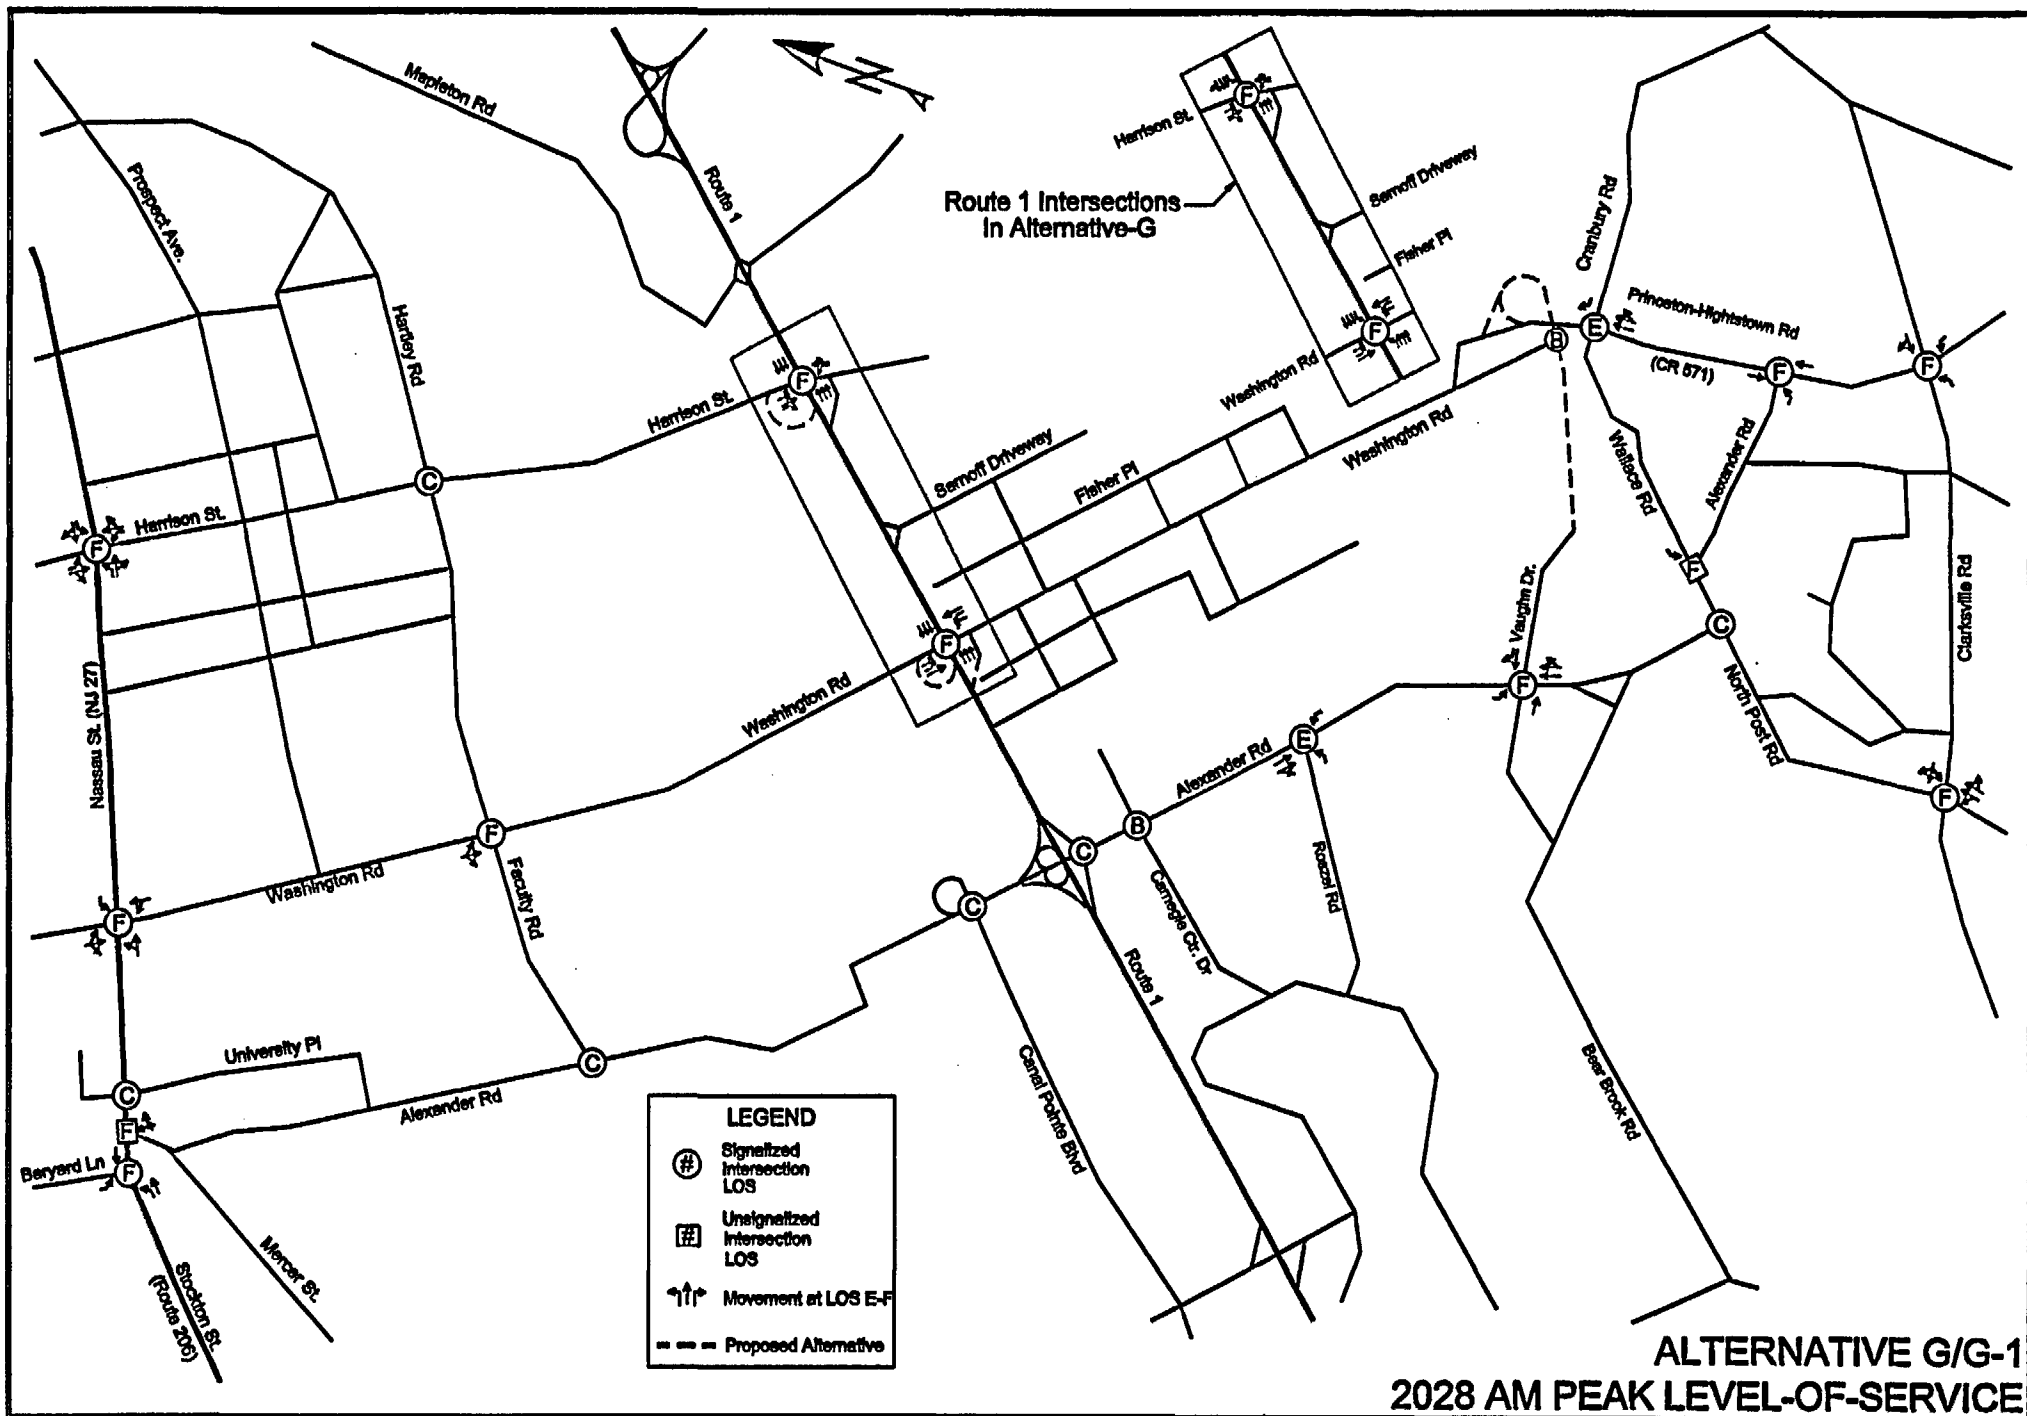 Mapleton Rd
N
Prospect Ave.
Route 1
Harrison St.
F
Route 1 Intersections
In Alternative-G
Sarnoff Driveway
Fisher Pl
Washington Rd
F
Cranbury Rd
Princeton-Hightstown Rd
(CR 571)
B
E
F
F
Hartley Rd
Harrison St.
F
C
Harrison St.
F
Sarnoff Driveway
Fisher Pl
Washington Rd
Wallace Rd
Alexander Rd
F
C
Clarksville Rd
Vaughn Dr.
F
North Post Rd
F
Nassau St. (NJ 27)
Washington Rd
F
Alexander Rd
E
Roszel Rd
B
C
C
Carnegie Ctr. Dr
Route 1
Washington Rd
F
F
Faculty Rd
University Pl
C
C
F
Alexander Rd
Baryard Ln
F
Mercer St.
Stockton St.
(Route 206)
Canal Pointe Blvd
Bear Brook Rd
LEGEND
#
Signalized
Intersection
LOS
#
Unsignalized
Intersection
LOS
Movement at LOS E-F
Proposed Alternative
ALTERNATIVE G/G-1
2028 AM PEAK LEVEL-OF-SERVICE